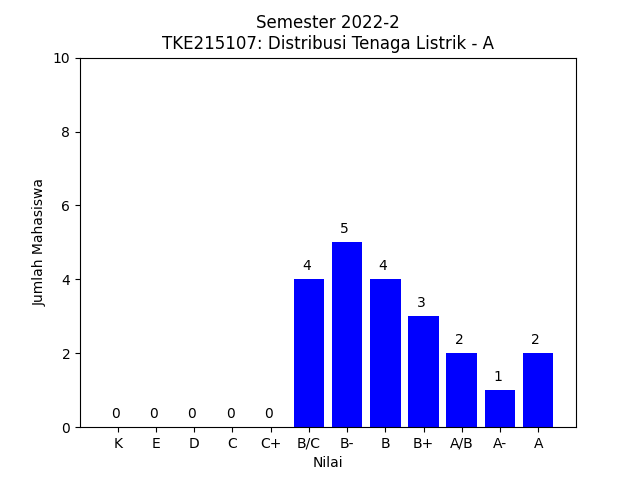 Semester 2022-2
TKE215107: Distribusi Tenaga Listrik - A
10
8
6
4
2
0
Jumlah Mahasiswa
0 0 0 0 0 4 5 4 3 2 1 2
K E D C C+ B/C B- B B+ A/B A- A
Nilai